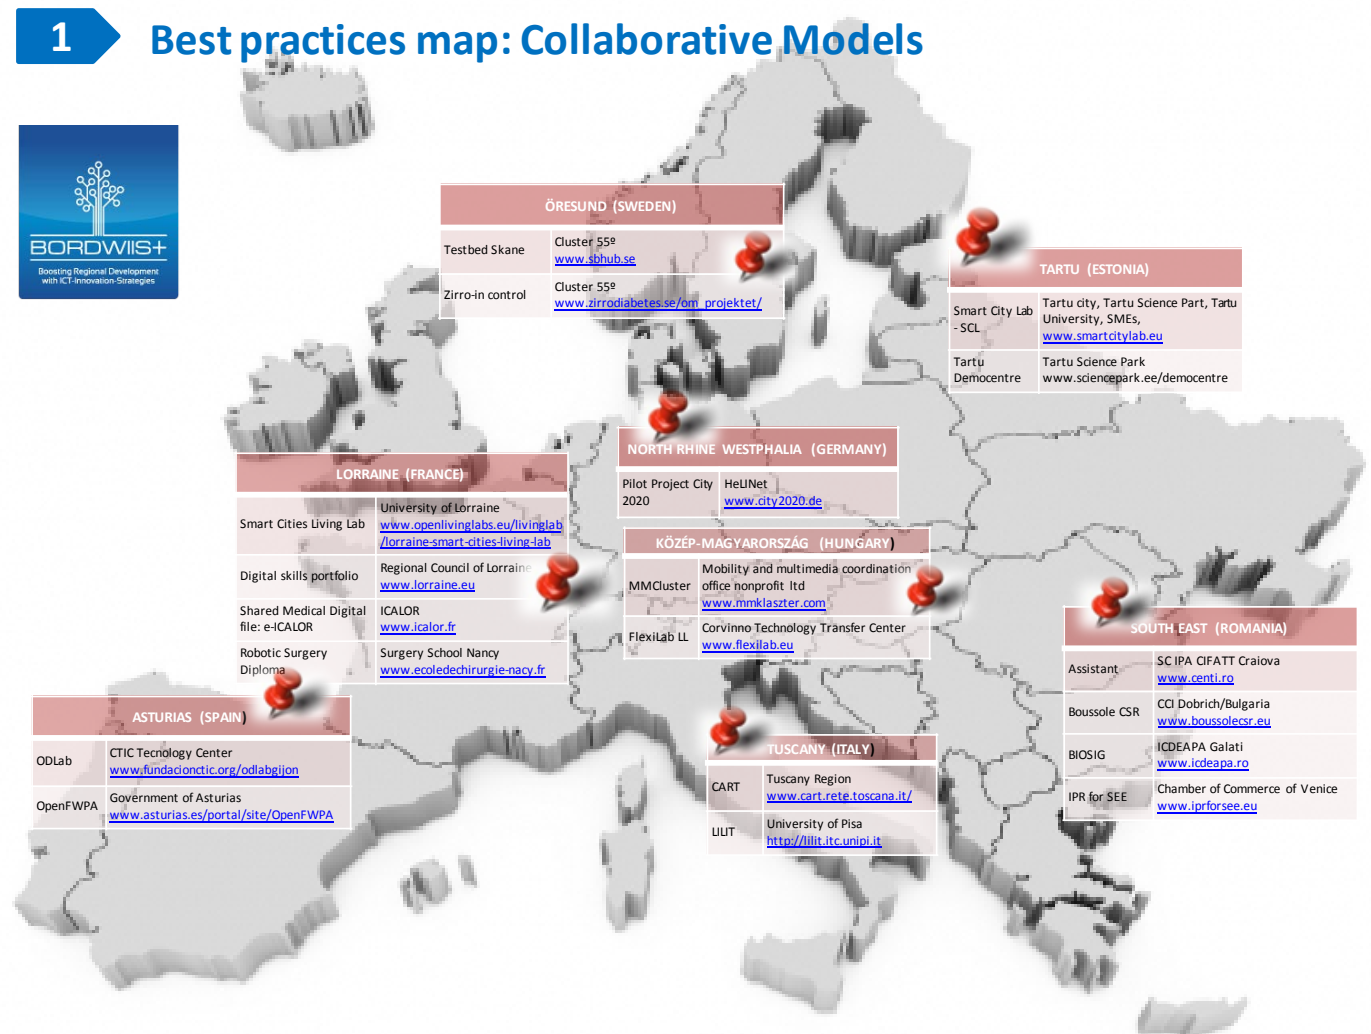 1
Best practices map: Collaborative Models
BORDWIIS+
Boosting Regional Development
with ICT-Innovation-Strategies
ÖRESUND (SWEDEN)
Testbed Skane
Cluster 55º
www.sbhub.se
Zirro-in control
Cluster 55º
www.zirrodiabetes.se/om_projektet/
TARTU (ESTONIA)
Smart City Lab
- SCL
Tartu city, Tartu Science Part, Tartu
University, SMEs,
www.smartcitylab.eu
Tartu
Democentre
Tartu Science Park
www.sciencepark.ee/democentre
NORTH RHINE WESTPHALIA (GERMANY)
Pilot Project City
2020
HeLINet
www.city2020.de
LORRAINE (FRANCE)
Smart Cities Living Lab
University of Lorraine
www.openlivinglabs.eu/livinglab
/lorraine-smart-cities-living-lab
Digital skills portfolio
Regional Council of Lorraine
www.lorraine.eu
Shared Medical Digital
file: e-ICALOR
ICALOR
www.icalor.fr
Robotic Surgery
Diploma
Surgery School Nancy
www.ecoledechirurgie-nacy.fr
KÖZÉP-MAGYARORSZÁG (HUNGARY)
MMCluster
Mobility and multimedia coordination
office nonprofit ltd
www.mmklaszter.com
FlexiLab LL
Corvinno Technology Transfer Center
www.flexilab.eu
SOUTH EAST (ROMANIA)
Assistant
SC IPA CIFATT Craiova
www.centi.ro
Boussole CSR
CCI Dobrich/Bulgaria
www.boussolecsr.eu
BIOSIG
ICDEAPA Galati
www.icdeapa.ro
IPR for SEE
Chamber of Commerce of Venice
www.iprforsee.eu
ASTURIAS (SPAIN)
ODLab
CTIC Tecnology Center
www.fundacionctic.org/odlabgijon
OpenFWPA
Government of Asturias
www.asturias.es/portal/site/OpenFWPA
TUSCANY (ITALY)
CART
Tuscany Region
www.cart.rete.toscana.it/
LILIT
University of Pisa
http://lilit.itc.unipi.it